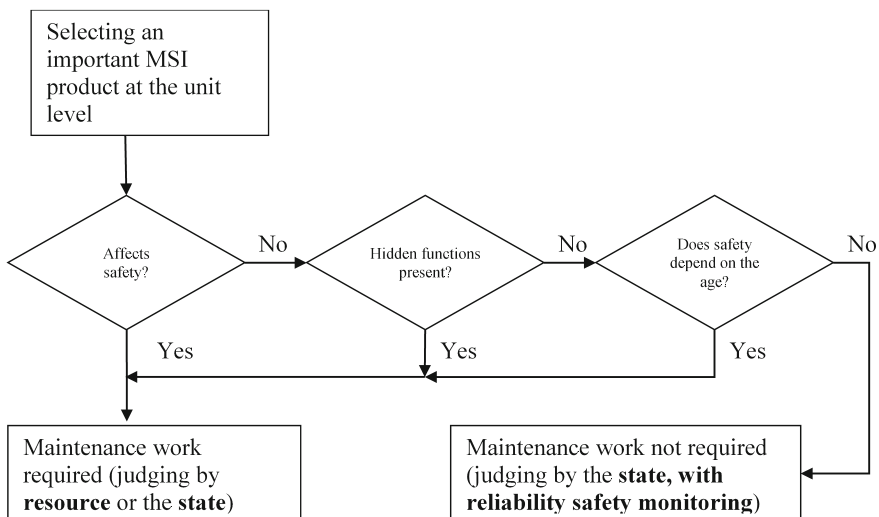 Selecting an
important MSI
product at the unit
level
Affects
safety?
No
Hidden functions
present?
No
Does safety
depend on the
age?
No
Yes
Yes
Yes
Maintenance work
required (judging by
resource or the state)
Maintenance work not required
(judging by the state, with
reliability safety monitoring)